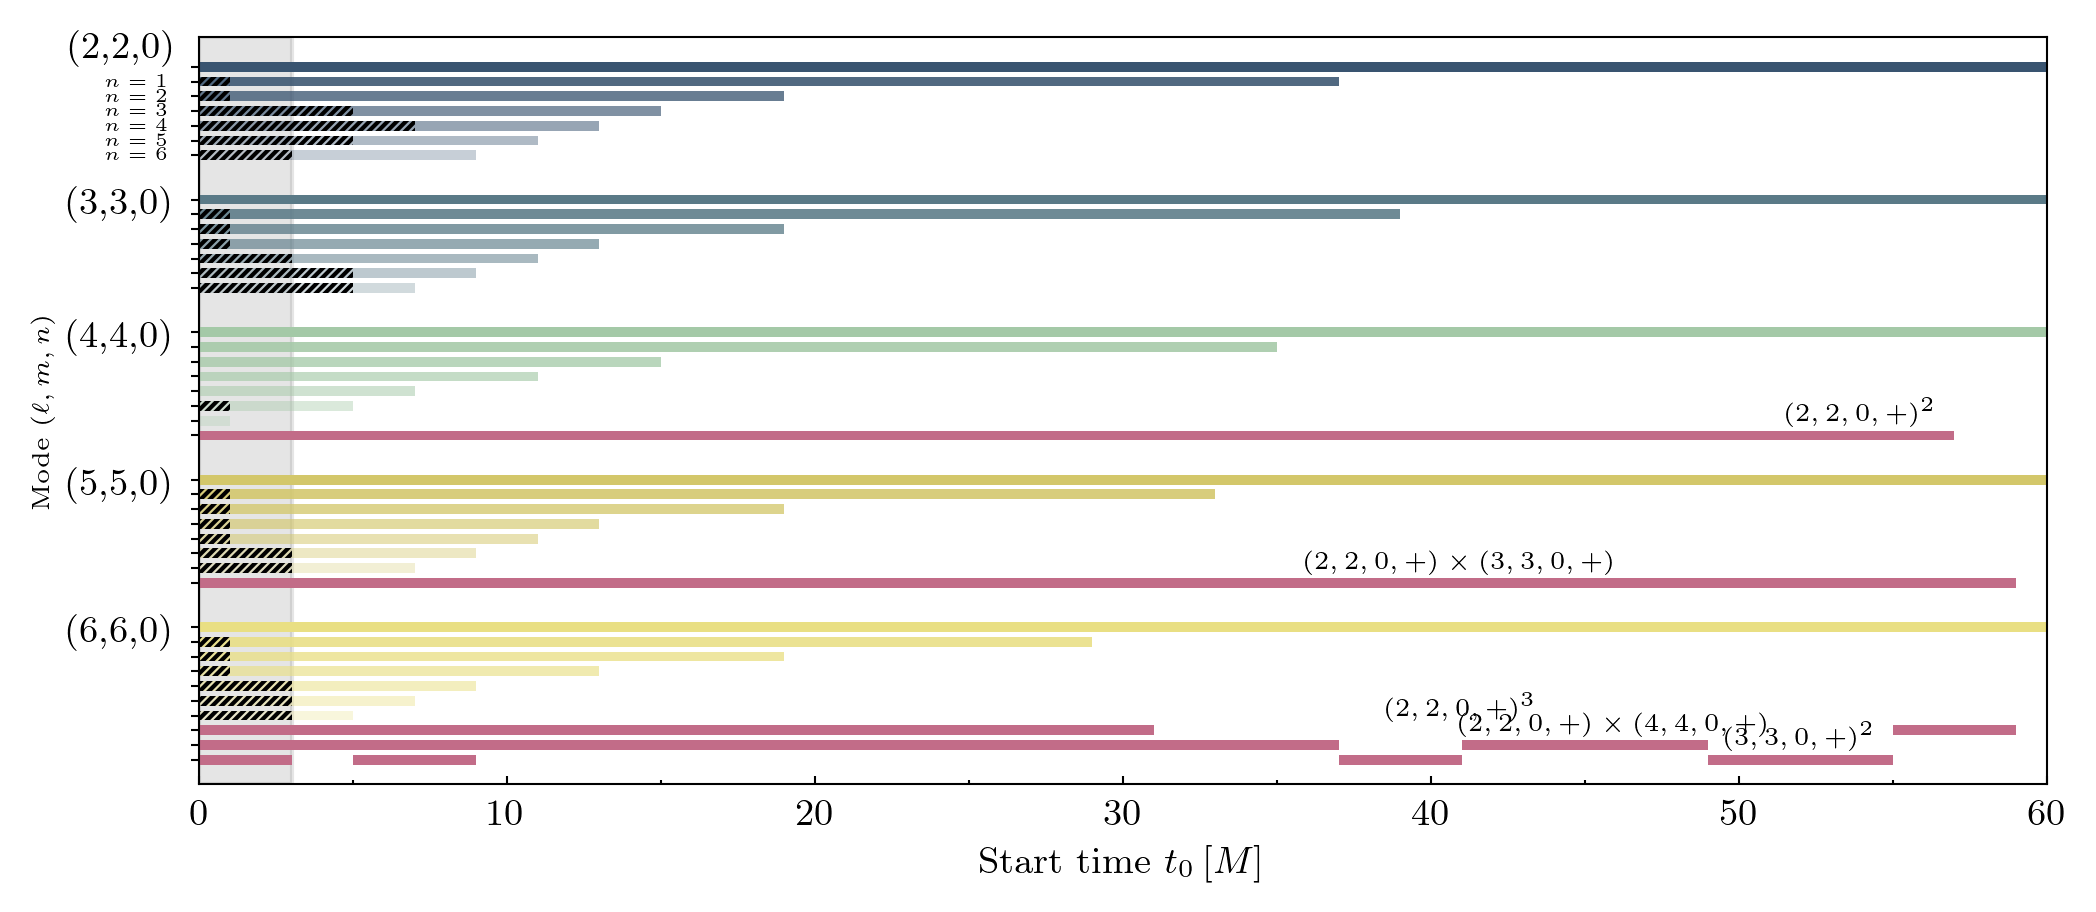 (2,2,0)
n = 1
n = 2
n = 3
n = 4
n = 5
n = 6
(3,3,0)
(4,4,0)
(2, 2, 0, +)²
(5,5,0)
(2, 2, 0, +) × (3, 3, 0, +)
(6,6,0)
(2, 2, 0, +)³
(2, 2, 0, +) × (4, 4, 0, +)
(3, 3, 0, +)²
Mode (ℓ, m, n)
0 10 20 30 40 50 60
Start time t₀ [M]